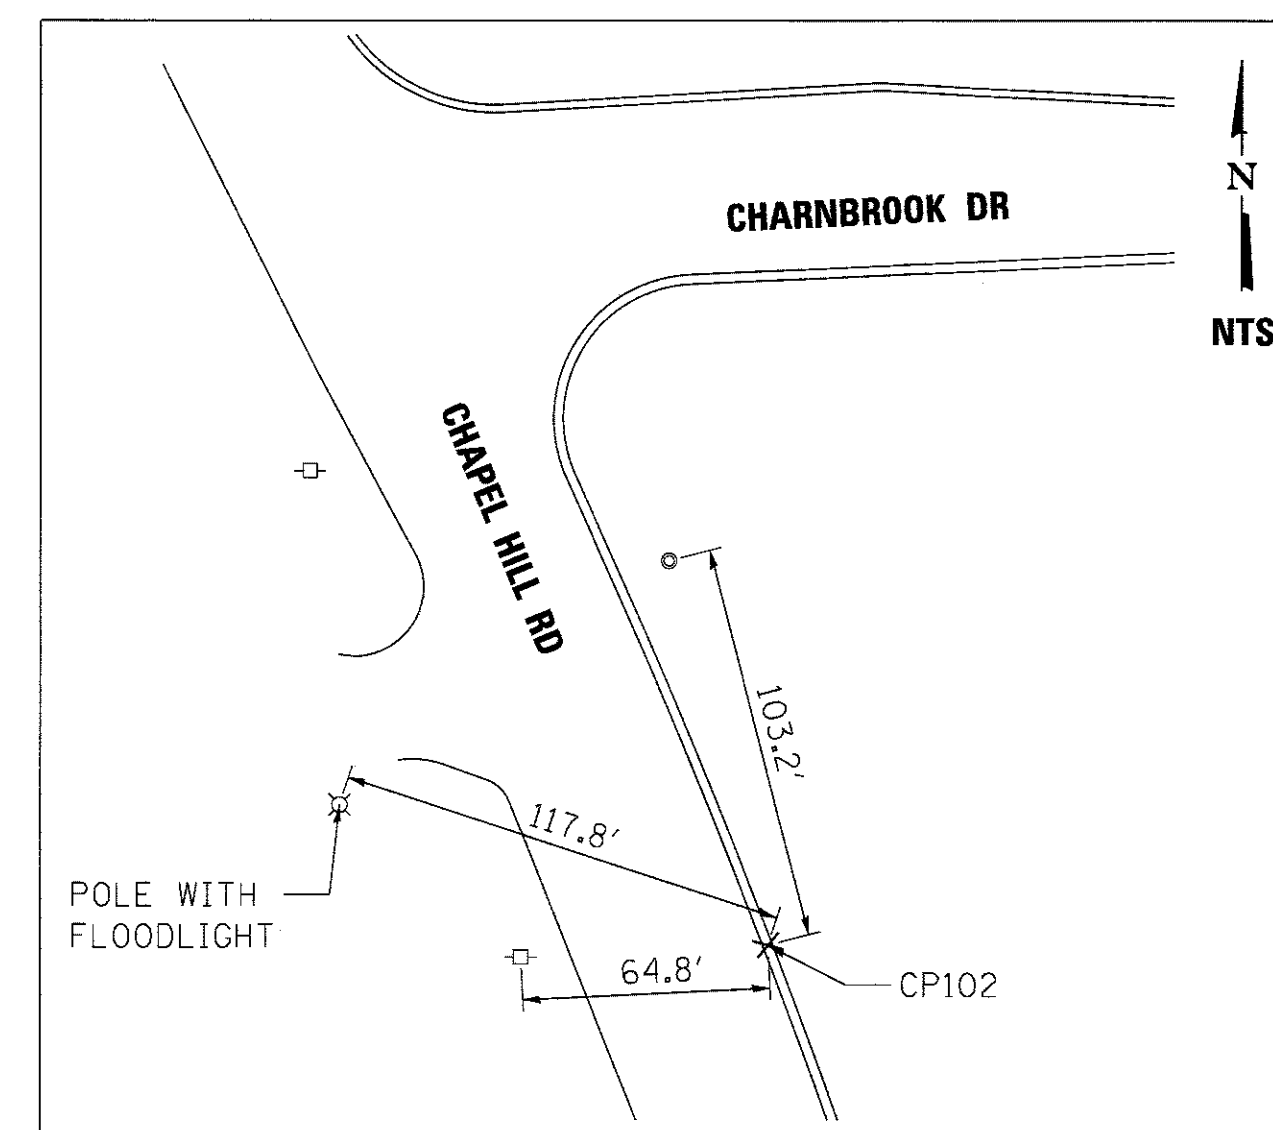 CHARNBROOK DR
N
NTS
CHAPEL HILL RD
103.2'
117.8'
POLE WITH
FLOODLIGHT
64.8'
CP102